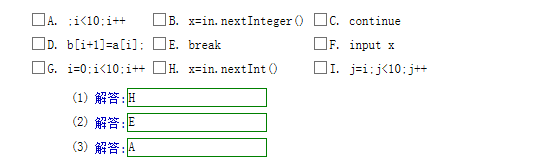 A. ;i<10;i++ B. x=in.nextInteger() C. continue
D. b[i+1]=a[i]; E. break F. input x
G. i=0;i<10;i++ H. x=in.nextInt() I. j=i;j<10;j++
(1) 解答:H
(2) 解答:E
(3) 解答:A